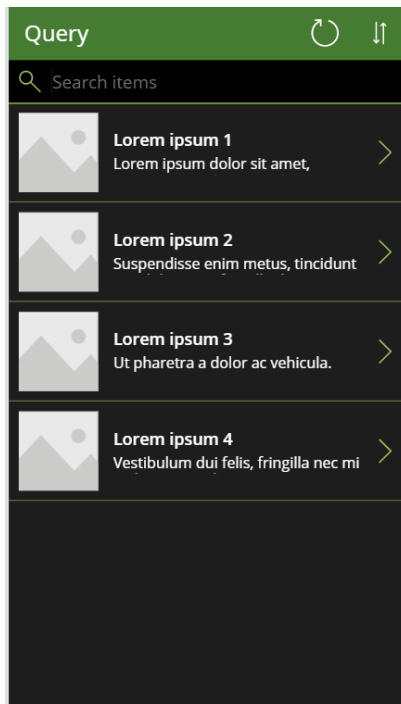 Query
Search items
Lorem ipsum 1
Lorem ipsum dolor sit amet,
Lorem ipsum 2
Suspendisse enim metus, tincidunt
Lorem ipsum 3
Ut pharetra a dolor ac vehicula.
Lorem ipsum 4
Vestibulum dui felis, fringilla nec mi